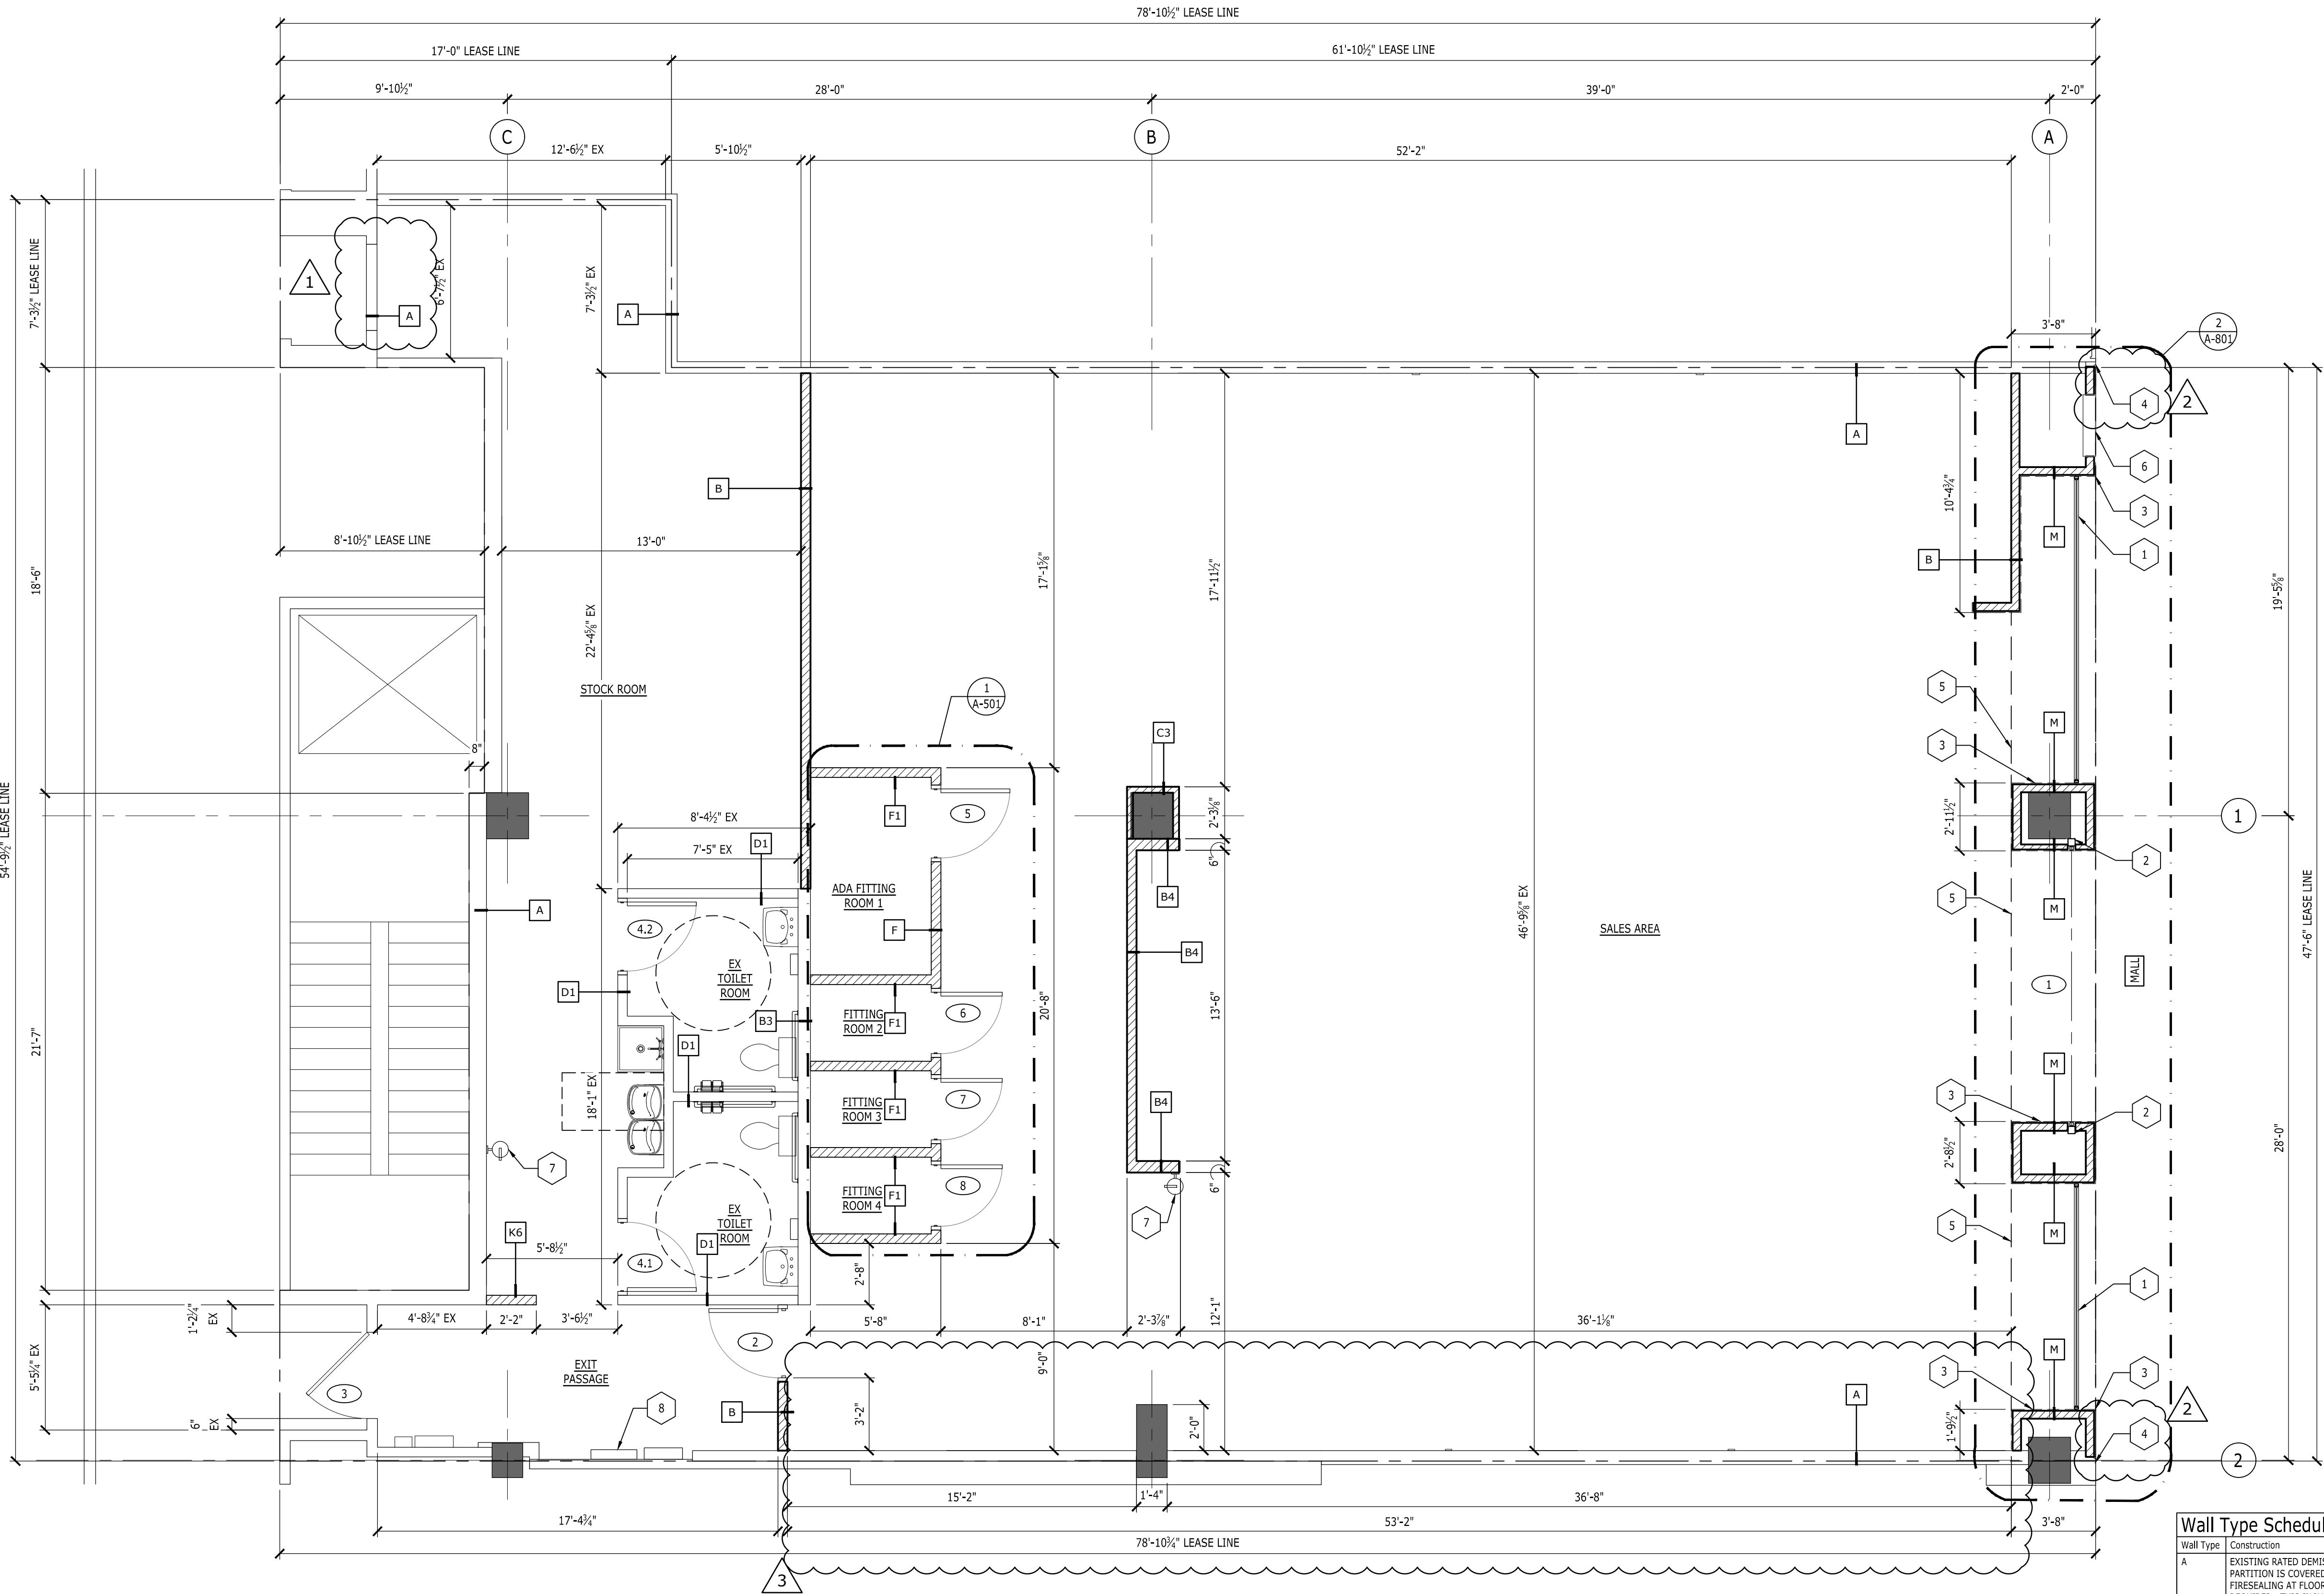 78'-10½" LEASE LINE
17'-0" LEASE LINE
61'-10½" LEASE LINE
9'-10½"
28'-0"
39'-0"
2'-0"
C
B
A
12'-6½" EX
5'-10½"
52'-2"
7'-3½" LEASE LINE
1
A
6'-7½" EX
7'-3½" EX
A
3'-8"
2
A-801
4
2
A
6
3
1
M
B
10'-4¾"
B
8'-10½" LEASE LINE
13'-0"
18'-6"
17'-1⅝"
17'-11½"
19'-5⅝"
22'-4⅝" EX
STOCK ROOM
1
A-501
5
M
C3
3
8"
54'-9½" LEASE LINE
8'-4½" EX
7'-5" EX
D1
F1
5
2'-3⅛"
2'-11½"
1
2
6"
ADA FITTING
ROOM 1
B4
5
M
A
F
4.2
46'-9⅝" EX
SALES AREA
47'-6" LEASE LINE
B4
EX
TOILET
ROOM
D1
MALL
1
20'-8"
13'-6"
FITTING
ROOM 2
F1
6
B3
D1
21'-7"
M
18'-1" EX
FITTING
ROOM 3
F1
7
B4
3
2
28'-0"
2'-8½"
7
FITTING
ROOM 4
F1
8
6"
7
5
M
EX
TOILET
ROOM
K6
D1
5'-8½"
4.1
2'-8"
1
12'-1"
1'-2¼"
EX
4'-8¾" EX
2'-2"
3'-6½"
2
5'-8"
8'-1"
2'-3⅞"
36'-1⅛"
M
5'-5¼" EX
EXIT
PASSAGE
9'-0"
3
3
3
A
8
B
3'-2"
2'-0"
1'-9½"
2
4
6"
EX
2
15'-2"
1'-4"
36'-8"
17'-4¾"
53'-2"
3'-8"
78'-10¾" LEASE LINE
3
Wall Type Schedul
Wall Type
Construction
A
EXISTING RATED DEMIS
PARTITION IS COVERE
FIRESEALING AT FLOOR